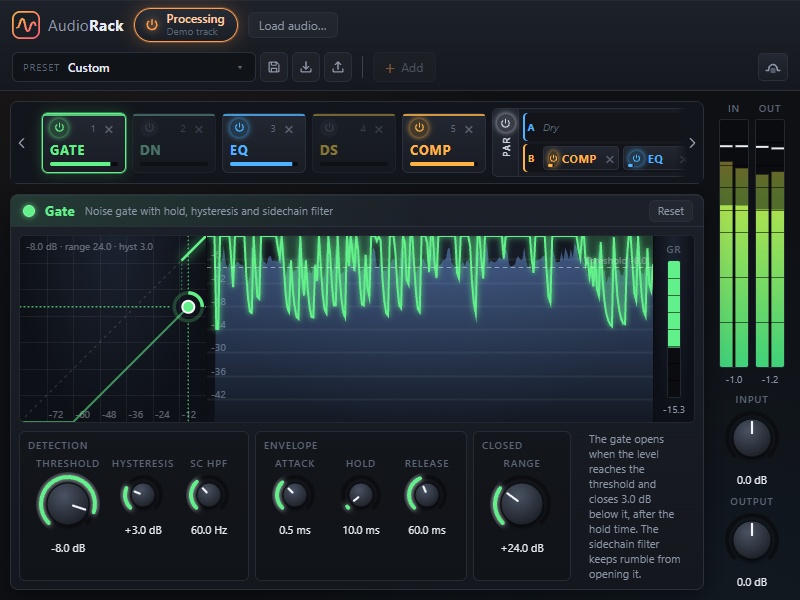 AudioRack
Processing
Demo track
Load audio...
PRESET Custom
+ Add
GATE 1
DN 2
EQ 3
DS 4
COMP 5
PAR
A Dry
B COMP EQ
IN OUT
Gate Noise gate with hold, hysteresis and sidechain filter
Reset
-8.0 dB · range 24.0 · hyst 3.0
GR
-30
-36
-42
-72 -60 -48 -36 -24 -12
-15.3
-1.0 -1.2
INPUT
0.0 dB
OUTPUT
0.0 dB
DETECTION
THRESHOLD HYSTERESIS SC HPF
-8.0 dB +3.0 dB 60.0 Hz
ENVELOPE
ATTACK HOLD RELEASE
0.5 ms 10.0 ms 60.0 ms
CLOSED
RANGE
+24.0 dB
The gate opens
when the level
reaches the
threshold and
closes 3.0 dB
below it, after the
hold time. The
sidechain filter
keeps rumble from
opening it.